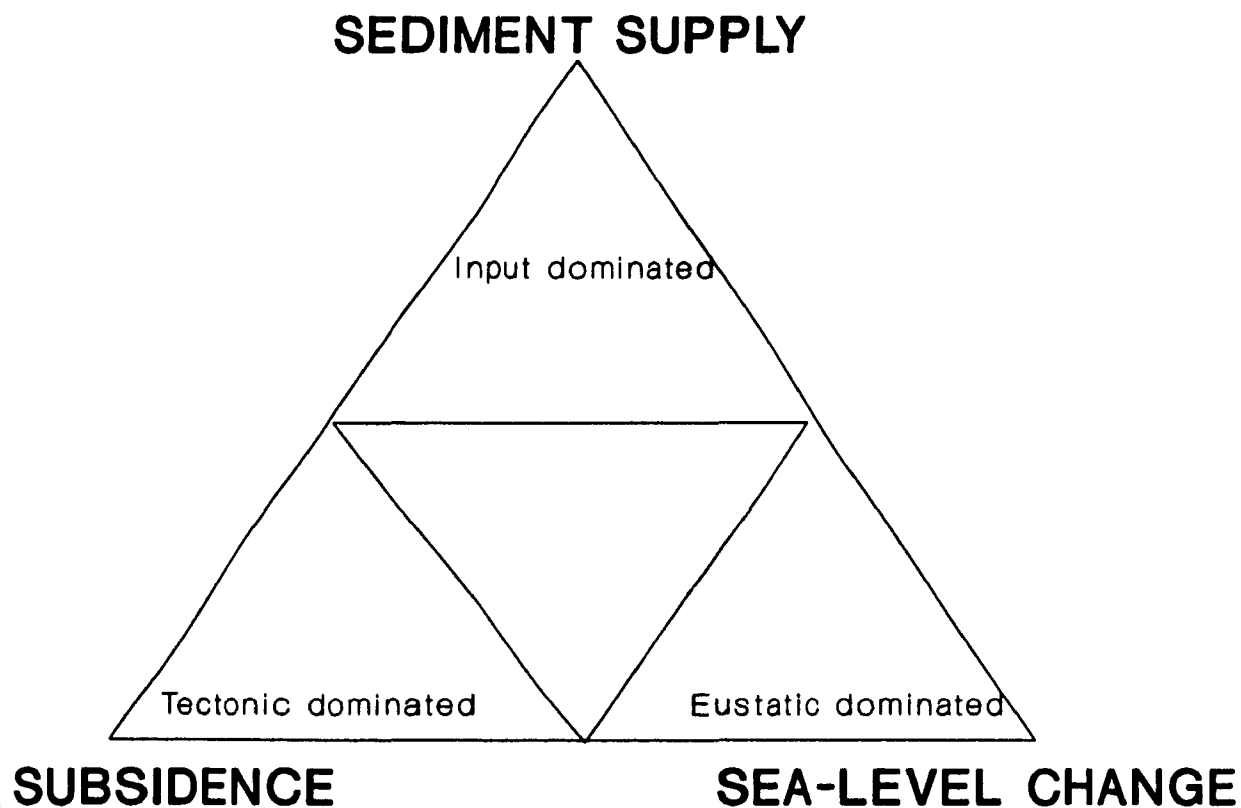 SEDIMENT SUPPLY
Input dominated
Tectonic dominated
Eustatic dominated
SUBSIDENCE
SEA-LEVEL CHANGE